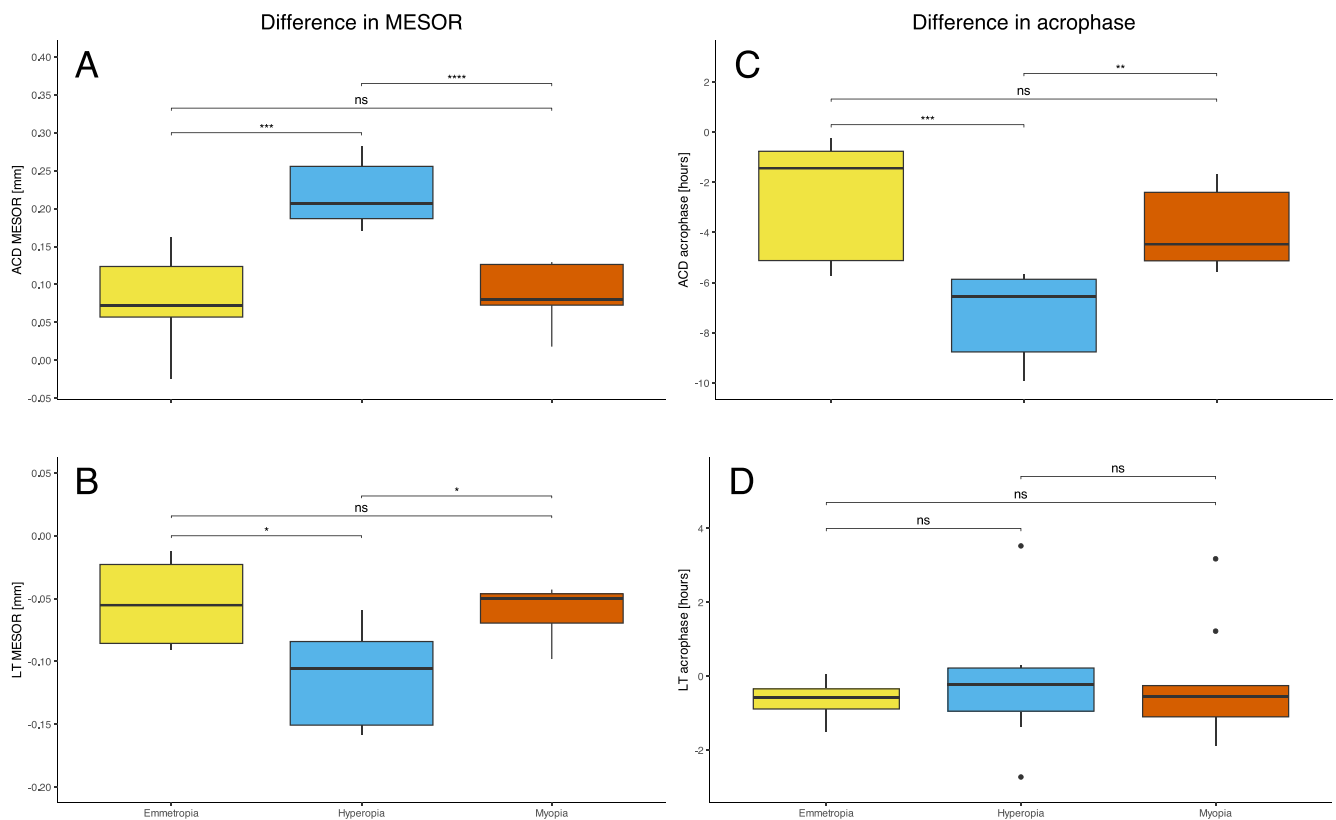 Difference in MESOR
A
ACD MESOR [mm]
0.40
0.35
0.30
0.25
0.20
0.15
0.10
0.05
0.00
-0.05
****
ns
***
Difference in acrophase
C
ACD acrophase [hours]
2
0
-2
-4
-6
-8
-10
**
ns
***
B
LT MESOR [mm]
0.05
0.00
-0.05
-0.10
-0.15
-0.20
*
ns
*
Emmetropia
Hyperopia
Myopia
D
LT acrophase [hours]
4
2
0
-2
ns
ns
ns
Emmetropia
Hyperopia
Myopia